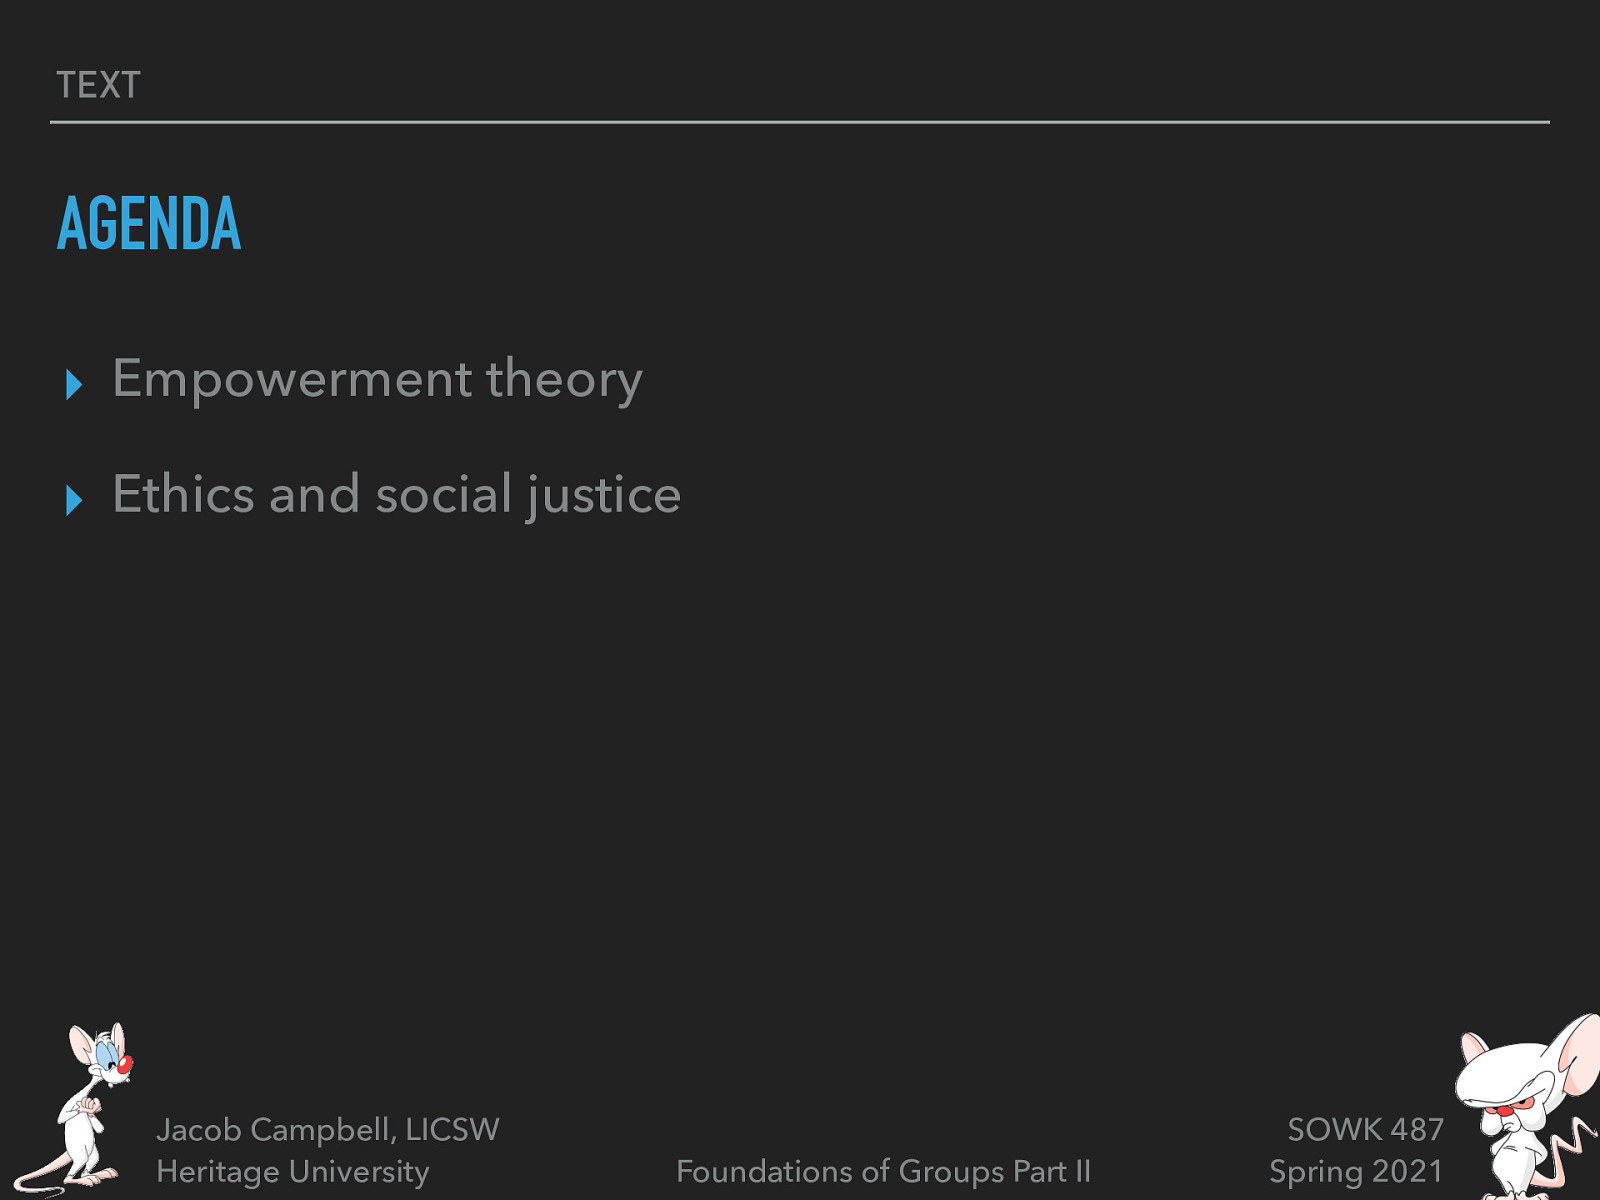 TEXT
AGENDA
▸ Empowerment theory
▸ Ethics and social justice
Jacob Campbell, LICSW
Heritage University
Foundations of Groups Part II
SOWK 487
Spring 2021